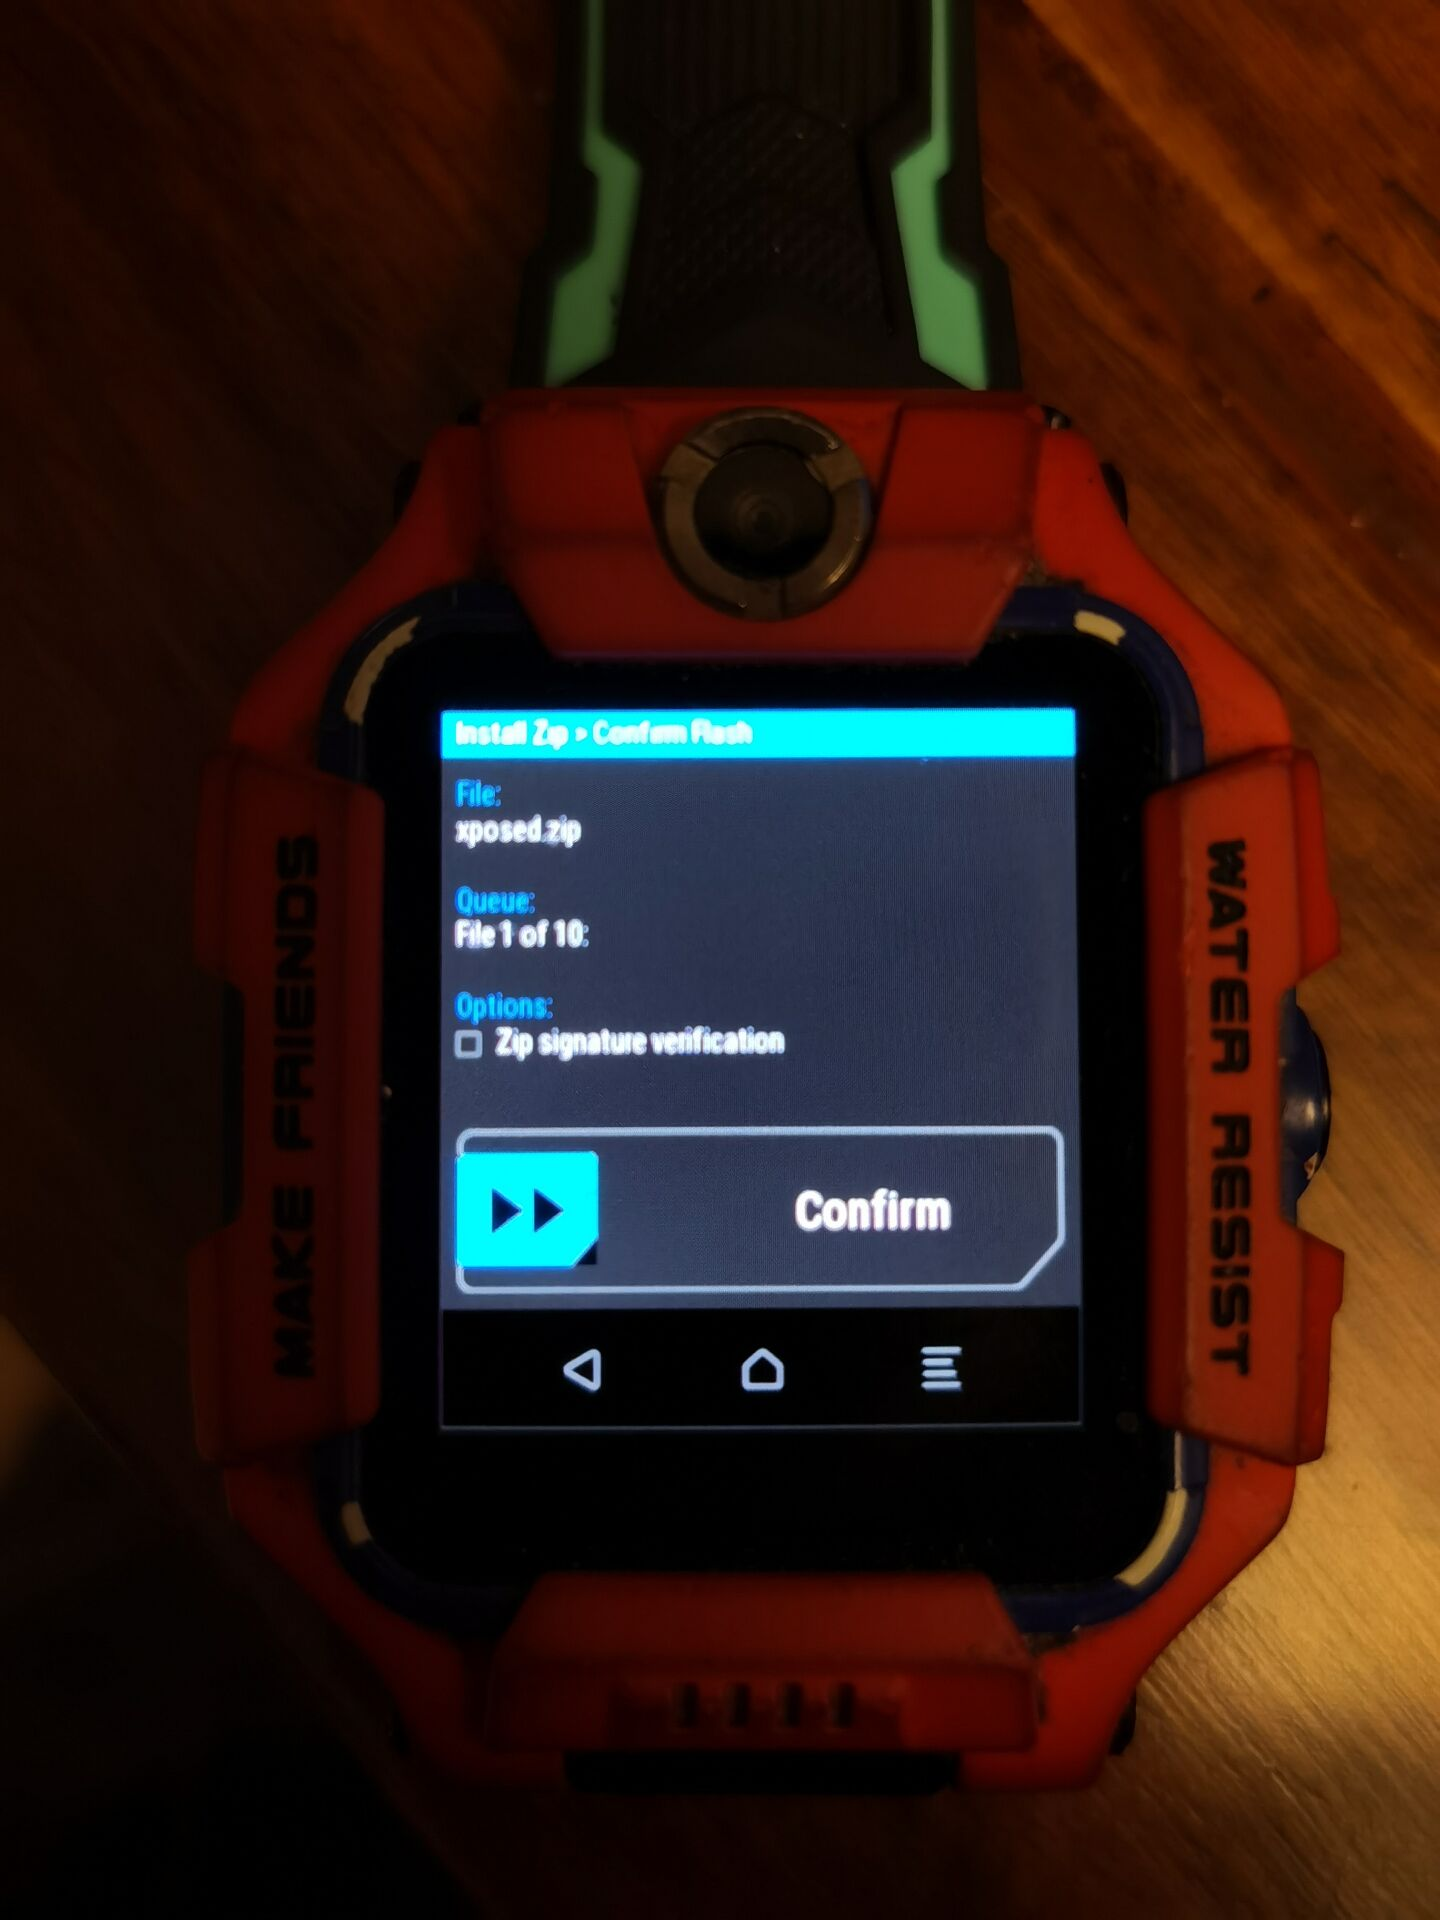 Install Zip > Confirm Flash
File:
xposed.zip
Queue:
File 1 of 10:
Options:
Zip signature verification
Confirm
MAKE FRIENDS
WATER RESIST